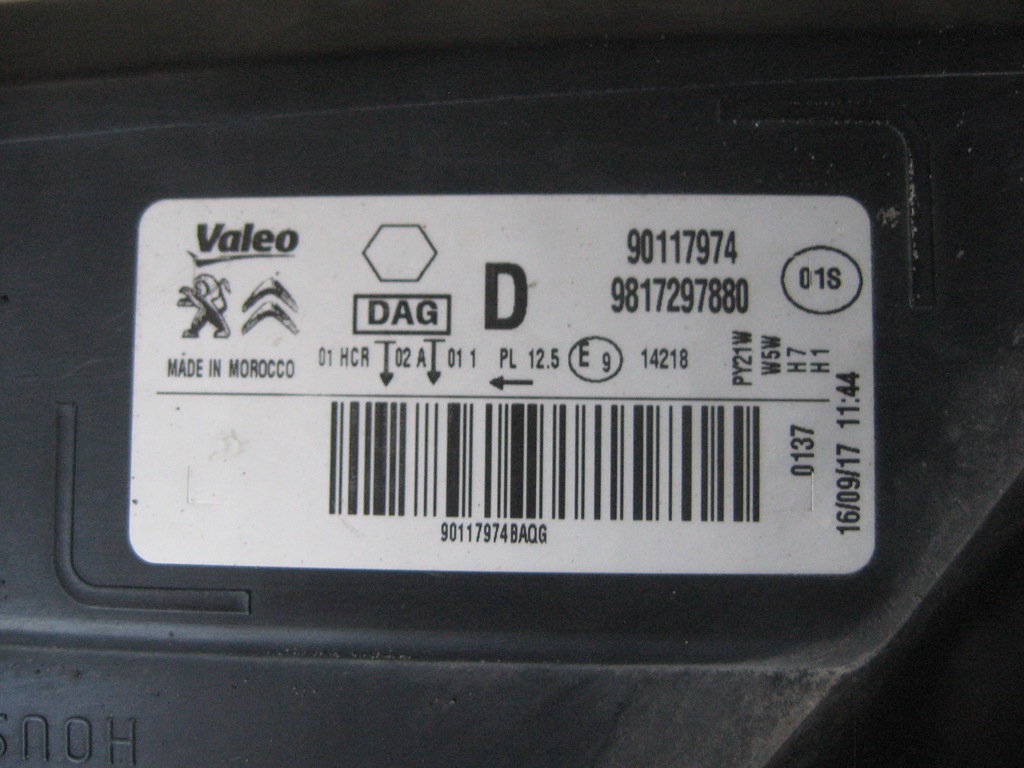 Valeo
MADE IN MOROCCO
DAG
D
90117974
9817297880
01S
01 HCR 02 A 01 1 PL 12.5 E 9 14218
PY21W
W5W
H7
H1
0137
16/09/17 11:44
90117974BAQG